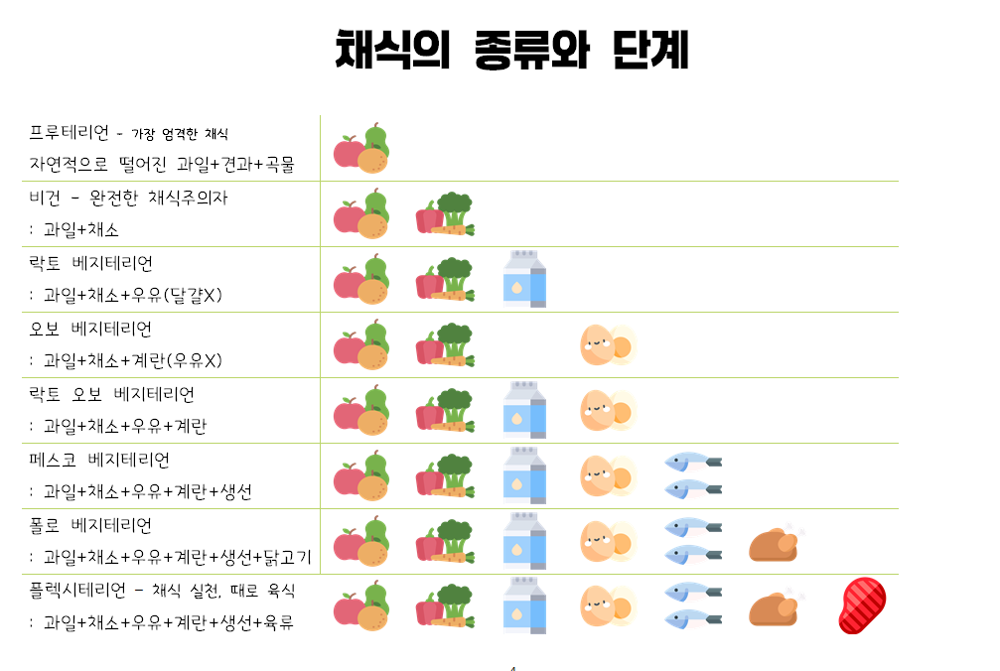 채식의 종류와 단계
프루테리언 - 가장 엄격한 채식
자연적으로 떨어진 과일+견과+곡물
비건 - 완전한 채식주의자
: 과일+채소
락토 베지테리언
: 과일+채소+우유(달걀X)
오보 베지테리언
: 과일+채소+계란(우유X)
락토 오보 베지테리언
: 과일+채소+우유+계란
페스코 베지테리언
: 과일+채소+우유+계란+생선
폴로 베지테리언
: 과일+채소+우유+계란+생선+닭고기
플렉시테리언 - 채식 실천, 때로 육식
: 과일+채소+우유+계란+생선+육류
4